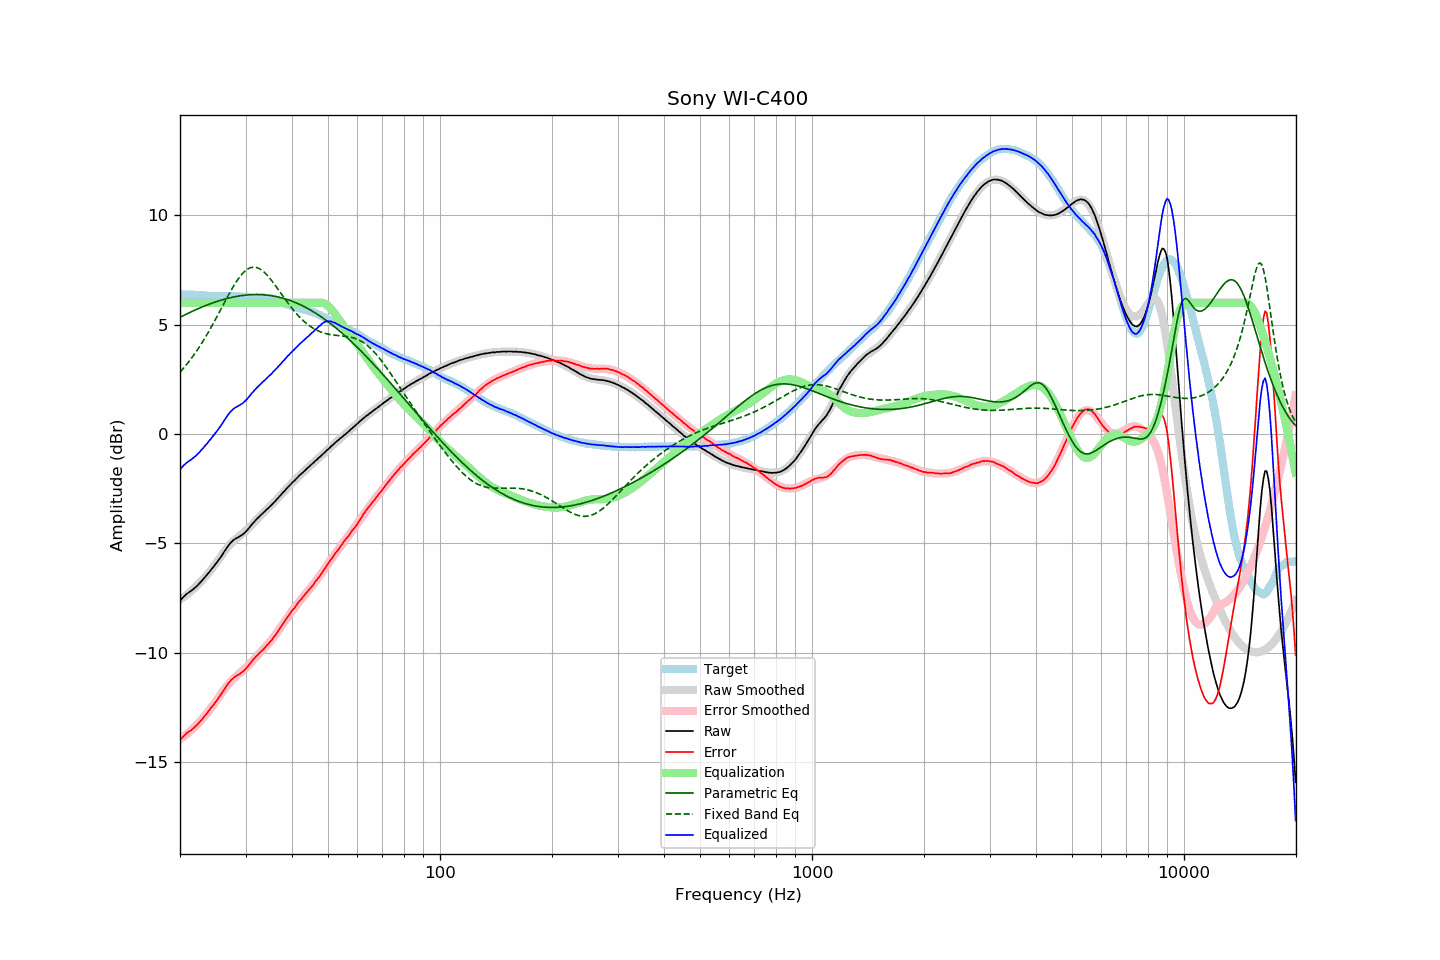 Sony WI-C400
Amplitude (dBr)
10
5
0
−5
−10
−15
Target
Raw Smoothed
Error Smoothed
Raw
Error
Equalization
Parametric Eq
Fixed Band Eq
Equalized
100
1000
10000
Frequency (Hz)